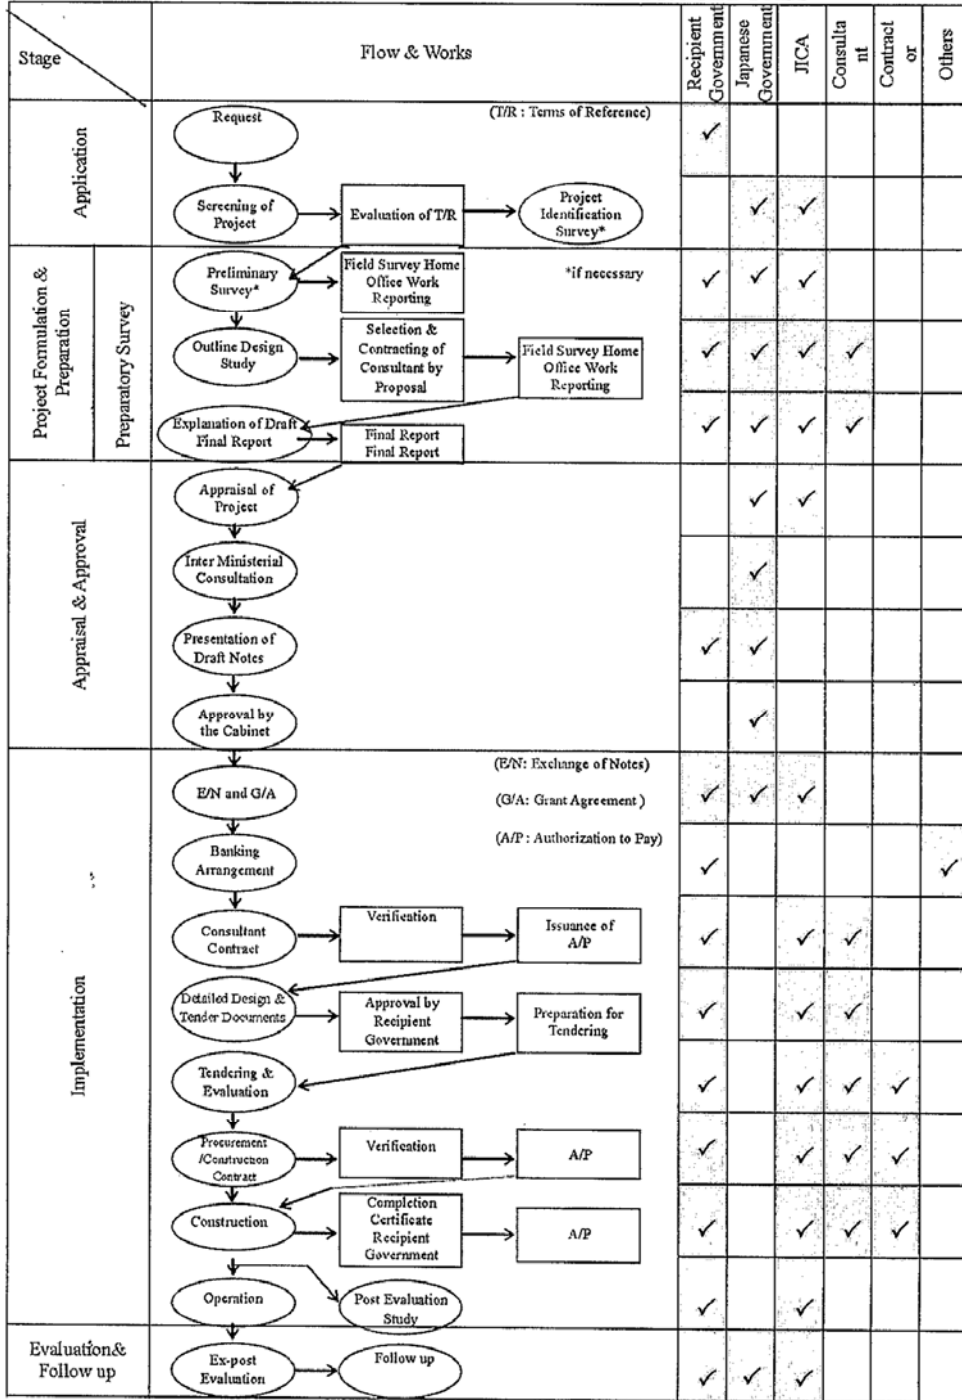 Stage
Flow & Works
Recipient
Government
Japanese
Government
JICA
Consulta
nt
Contract
or
Others
Application
Request
(T/R : Terms of Reference)
✓
Screening of
Project
Evaluation of T/R
Project
Identification
Survey*
✓ ✓
Project Formulation &
Preparation
Preparatory Survey
Preliminary
Survey*
Field Survey Home
Office Work
Reporting
*if necessary
✓ ✓ ✓
Outline Design
Study
Selection &
Contracting of
Consultant by
Proposal
Field Survey Home
Office Work
Reporting
✓ ✓ ✓ ✓
Explanation of Draft
Final Report
Final Report
Final Report
✓ ✓ ✓ ✓
Appraisal & Approval
Appraisal of
Project
✓ ✓
Inter Ministerial
Consultation
✓
Presentation of
Draft Notes
✓ ✓
Approval by
the Cabinet
✓
Implementation
(E/N: Exchange of Notes)
E/N and G/A
(G/A: Grant Agreement )
✓ ✓ ✓
(A/P : Authorization to Pay)
Banking
Arrangement
✓ ✓
Consultant
Contract
Verification
Issuance of
A/P
✓ ✓ ✓
Detailed Design &
Tender Documents
Approval by
Recipient
Government
Preparation for
Tendering
✓ ✓ ✓
Tendering &
Evaluation
✓ ✓ ✓ ✓
Procurement
/Construction
Contract
Verification
A/P
✓ ✓ ✓ ✓
Construction
Completion
Certificate
Recipient
Government
A/P
✓ ✓ ✓ ✓
Operation
Post Evaluation
Study
✓ ✓
Evaluation&
Follow up
Ex-post
Evaluation
Follow up
✓ ✓ ✓